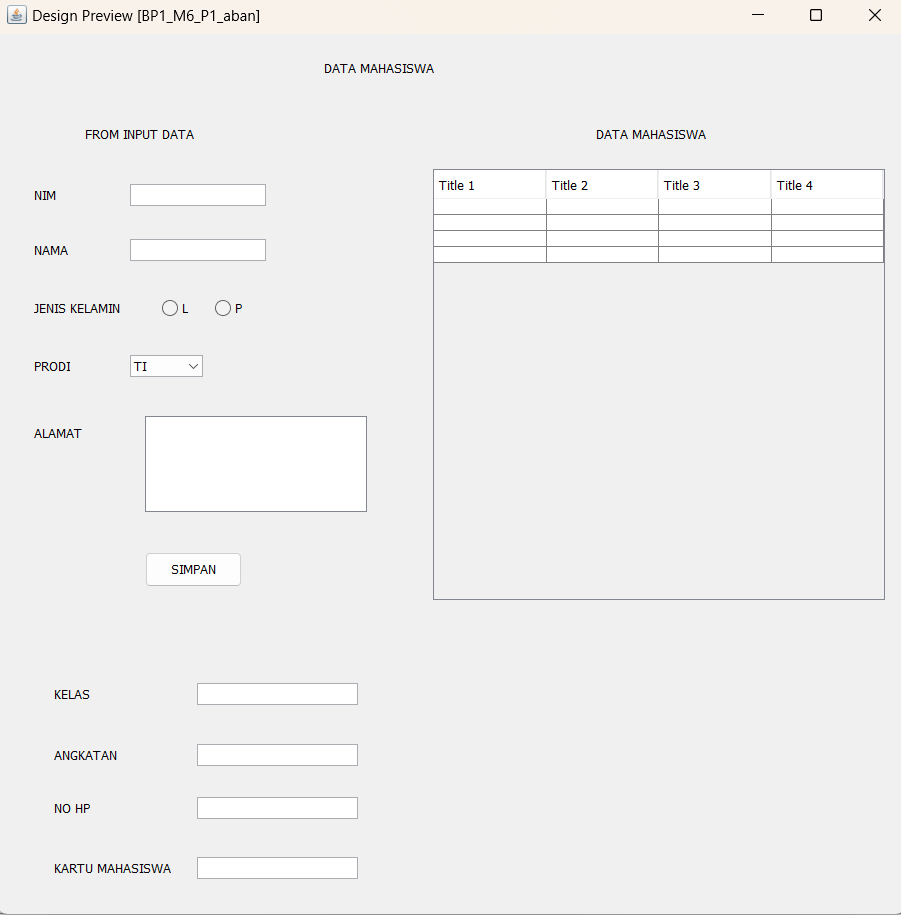 Design Preview [BP1_M6_P1_aban]
DATA MAHASISWA
FROM INPUT DATA
DATA MAHASISWA
NIM
Title 1 Title 2 Title 3 Title 4
NAMA
JENIS KELAMIN L P
PRODI TI
ALAMAT
SIMPAN
KELAS
ANGKATAN
NO HP
KARTU MAHASISWA